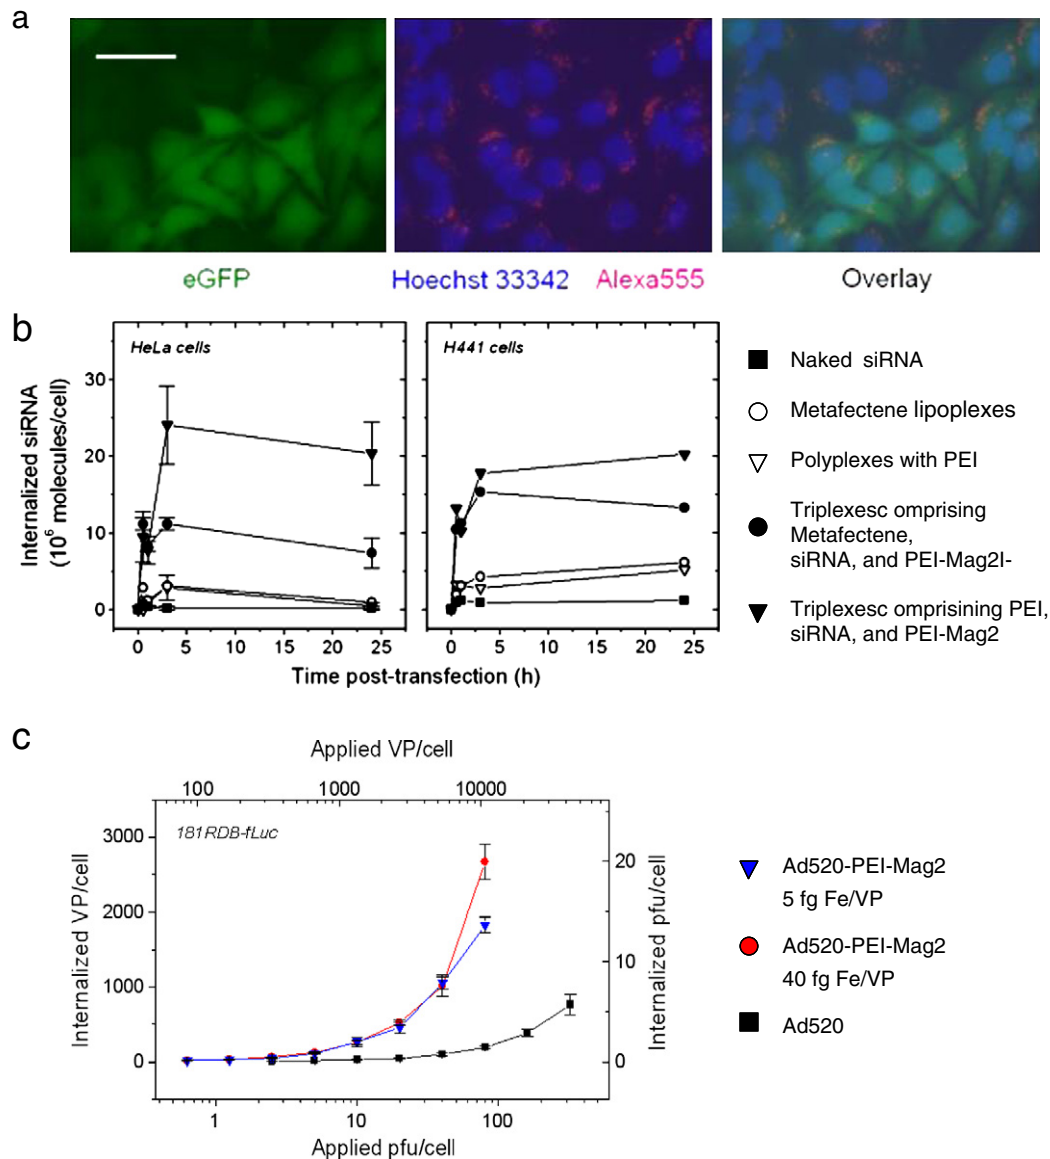 a
eGFP
Hoechst 33342
Alexa555
Overlay
b
HeLa cells
H441 cells
Internalized siRNA
(10⁶ molecules/cell)
30
20
10
0
0 5 10 15 20 25
0 5 10 15 20 25
Time post-transfection (h)
Naked siRNA
Metafectene lipoplexes
Polyplexes with PEI
Triplexesc omprising
Metafectene,
siRNA, and PEI-Mag2I-
Triplexesc omprisining PEI,
siRNA, and PEI-Mag2
c
Applied VP/cell
100 1000 10000
181RDB-fLuc
Internalized VP/cell
3000
2000
1000
0
Internalized pfu/cell
20
10
0
1 10 100
Applied pfu/cell
Ad520-PEI-Mag2
5 fg Fe/VP
Ad520-PEI-Mag2
40 fg Fe/VP
Ad520